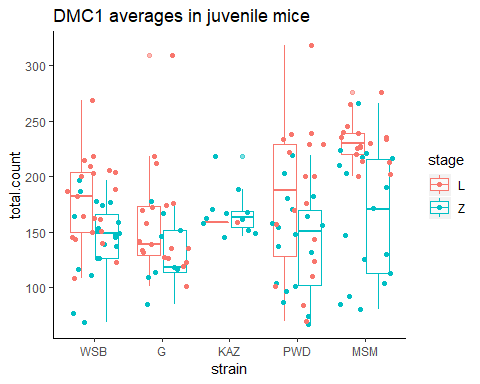 DMC1 averages in juvenile mice
total.count
300
250
200
150
100
WSB G KAZ PWD MSM
strain
stage
L
Z